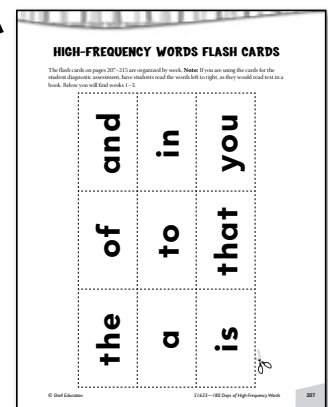 HIGH-FREQUENCY WORDS FLASH CARDS
The flash cards on pages 207–215 are organized by week. Note: If you are using the cards for the
student diagnostic assessment, have students read the words left to right, as they would read text in a
book. Below you will find weeks 1–3.
the of and
a to in
is that you
© Shell Education 51633—180 Days of High-Frequency Words 207